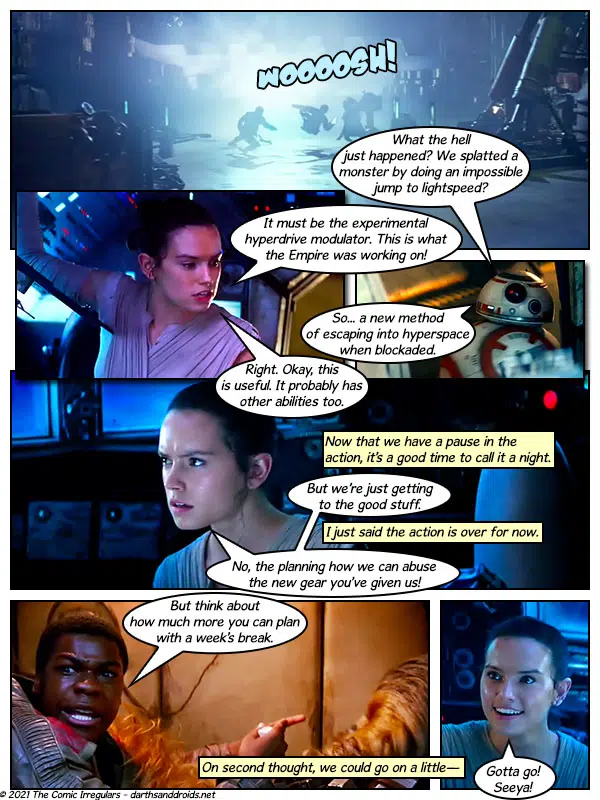 WOOOOSH!
What the hell
just happened? We splatted a
monster by doing an impossible
jump to lightspeed?
It must be the experimental
hyperdrive modulator. This is what
the Empire was working on!
So... a new method
of escaping into hyperspace
when blockaded.
Right. Okay, this
is useful. It probably has
other abilities too.
Now that we have a pause in the
action, it's a good time to call it a night.
But we're just getting
to the good stuff.
I just said the action is over for now.
No, the planning how we can abuse
the new gear you've given us!
But think about
how much more you can plan
with a week's break.
On second thought, we could go on a little—
Gotta go!
Seeya!
© 2021 The Comic Irregulars - darthsanddroids.net